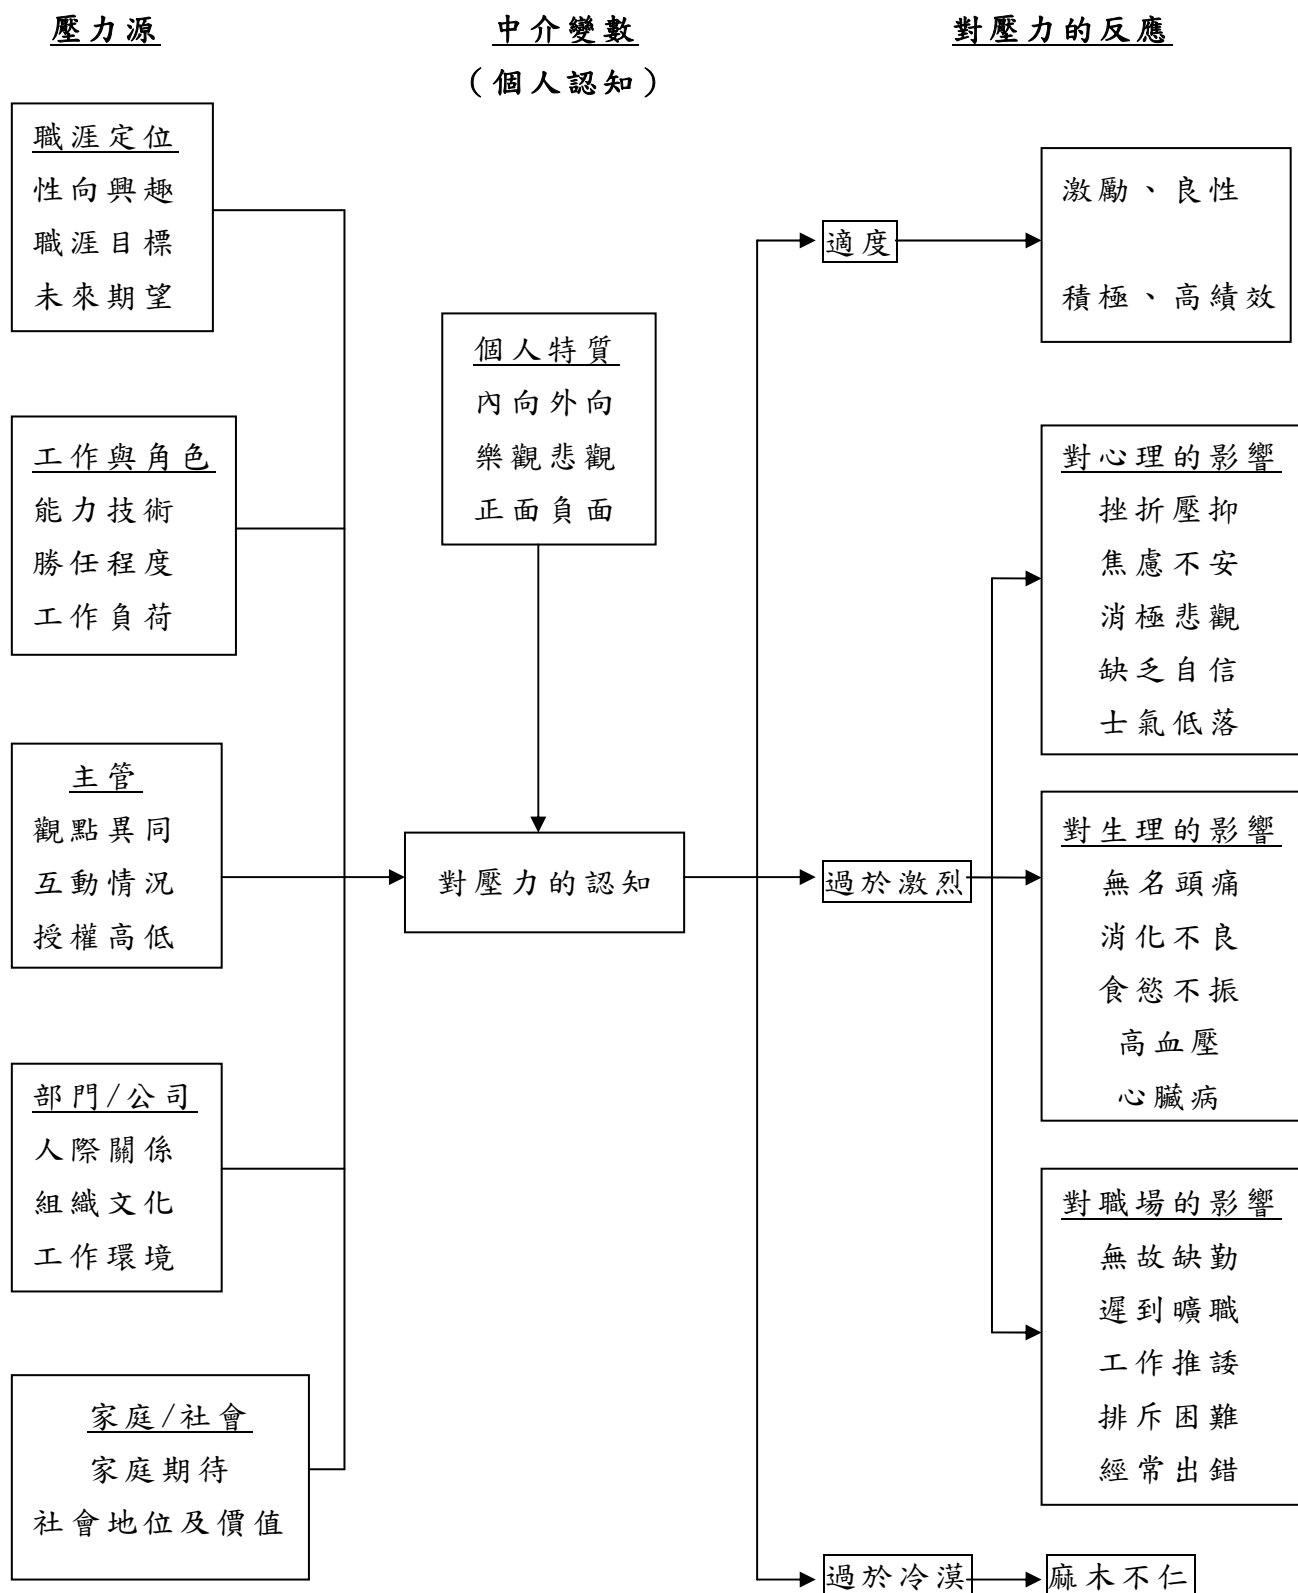 壓力源
中介變數
（個人認知）
對壓力的反應
職涯定位
性向興趣
職涯目標
未來期望
工作與角色
能力技術
勝任程度
工作負荷
主管
觀點異同
互動情況
授權高低
部門/公司
人際關係
組織文化
工作環境
家庭/社會
家庭期待
社會地位及價值
個人特質
內向外向
樂觀悲觀
正面負面
對壓力的認知
適度
激勵、良性
積極、高績效
過於激烈
對心理的影響
挫折壓抑
焦慮不安
消極悲觀
缺乏自信
士氣低落
對生理的影響
無名頭痛
消化不良
食慾不振
高血壓
心臟病
對職場的影響
無故缺勤
遲到曠職
工作推諉
排斥困難
經常出錯
過於冷漠
麻木不仁